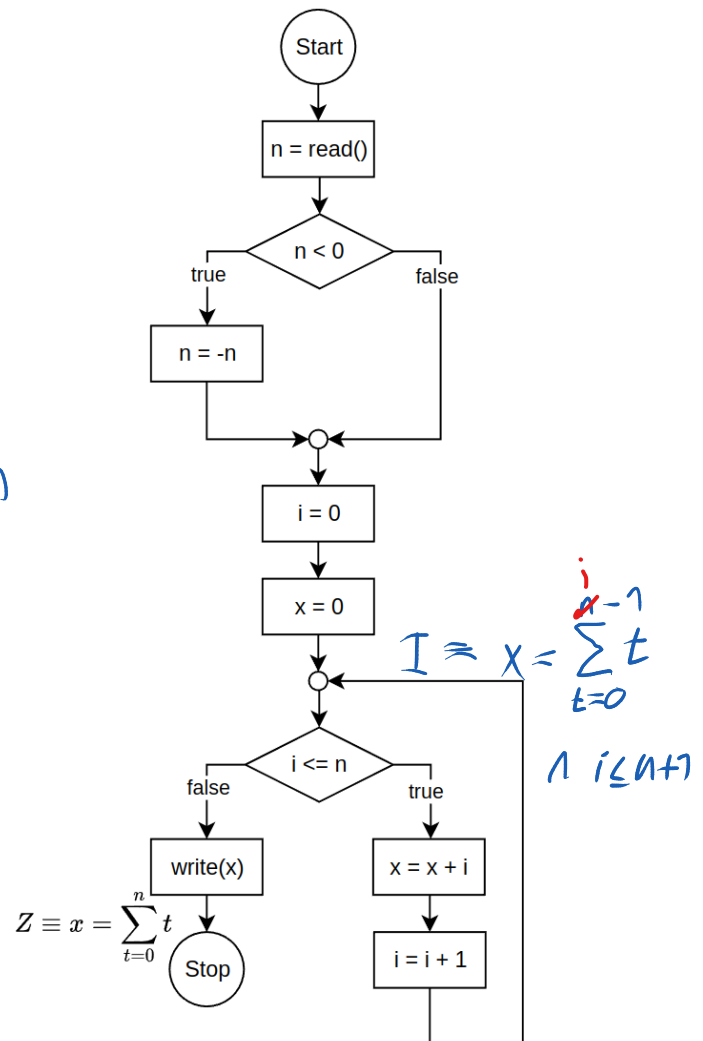 Start
n = read()
n < 0
true
false
n = -n
i = 0
x = 0
i
n-1
I ≡ x = ∑ t
t=0
∧ i ≤ n+1
i <= n
false
true
write(x)
x = x + i
n
Z ≡ x = ∑ t
t=0
Stop
i = i + 1